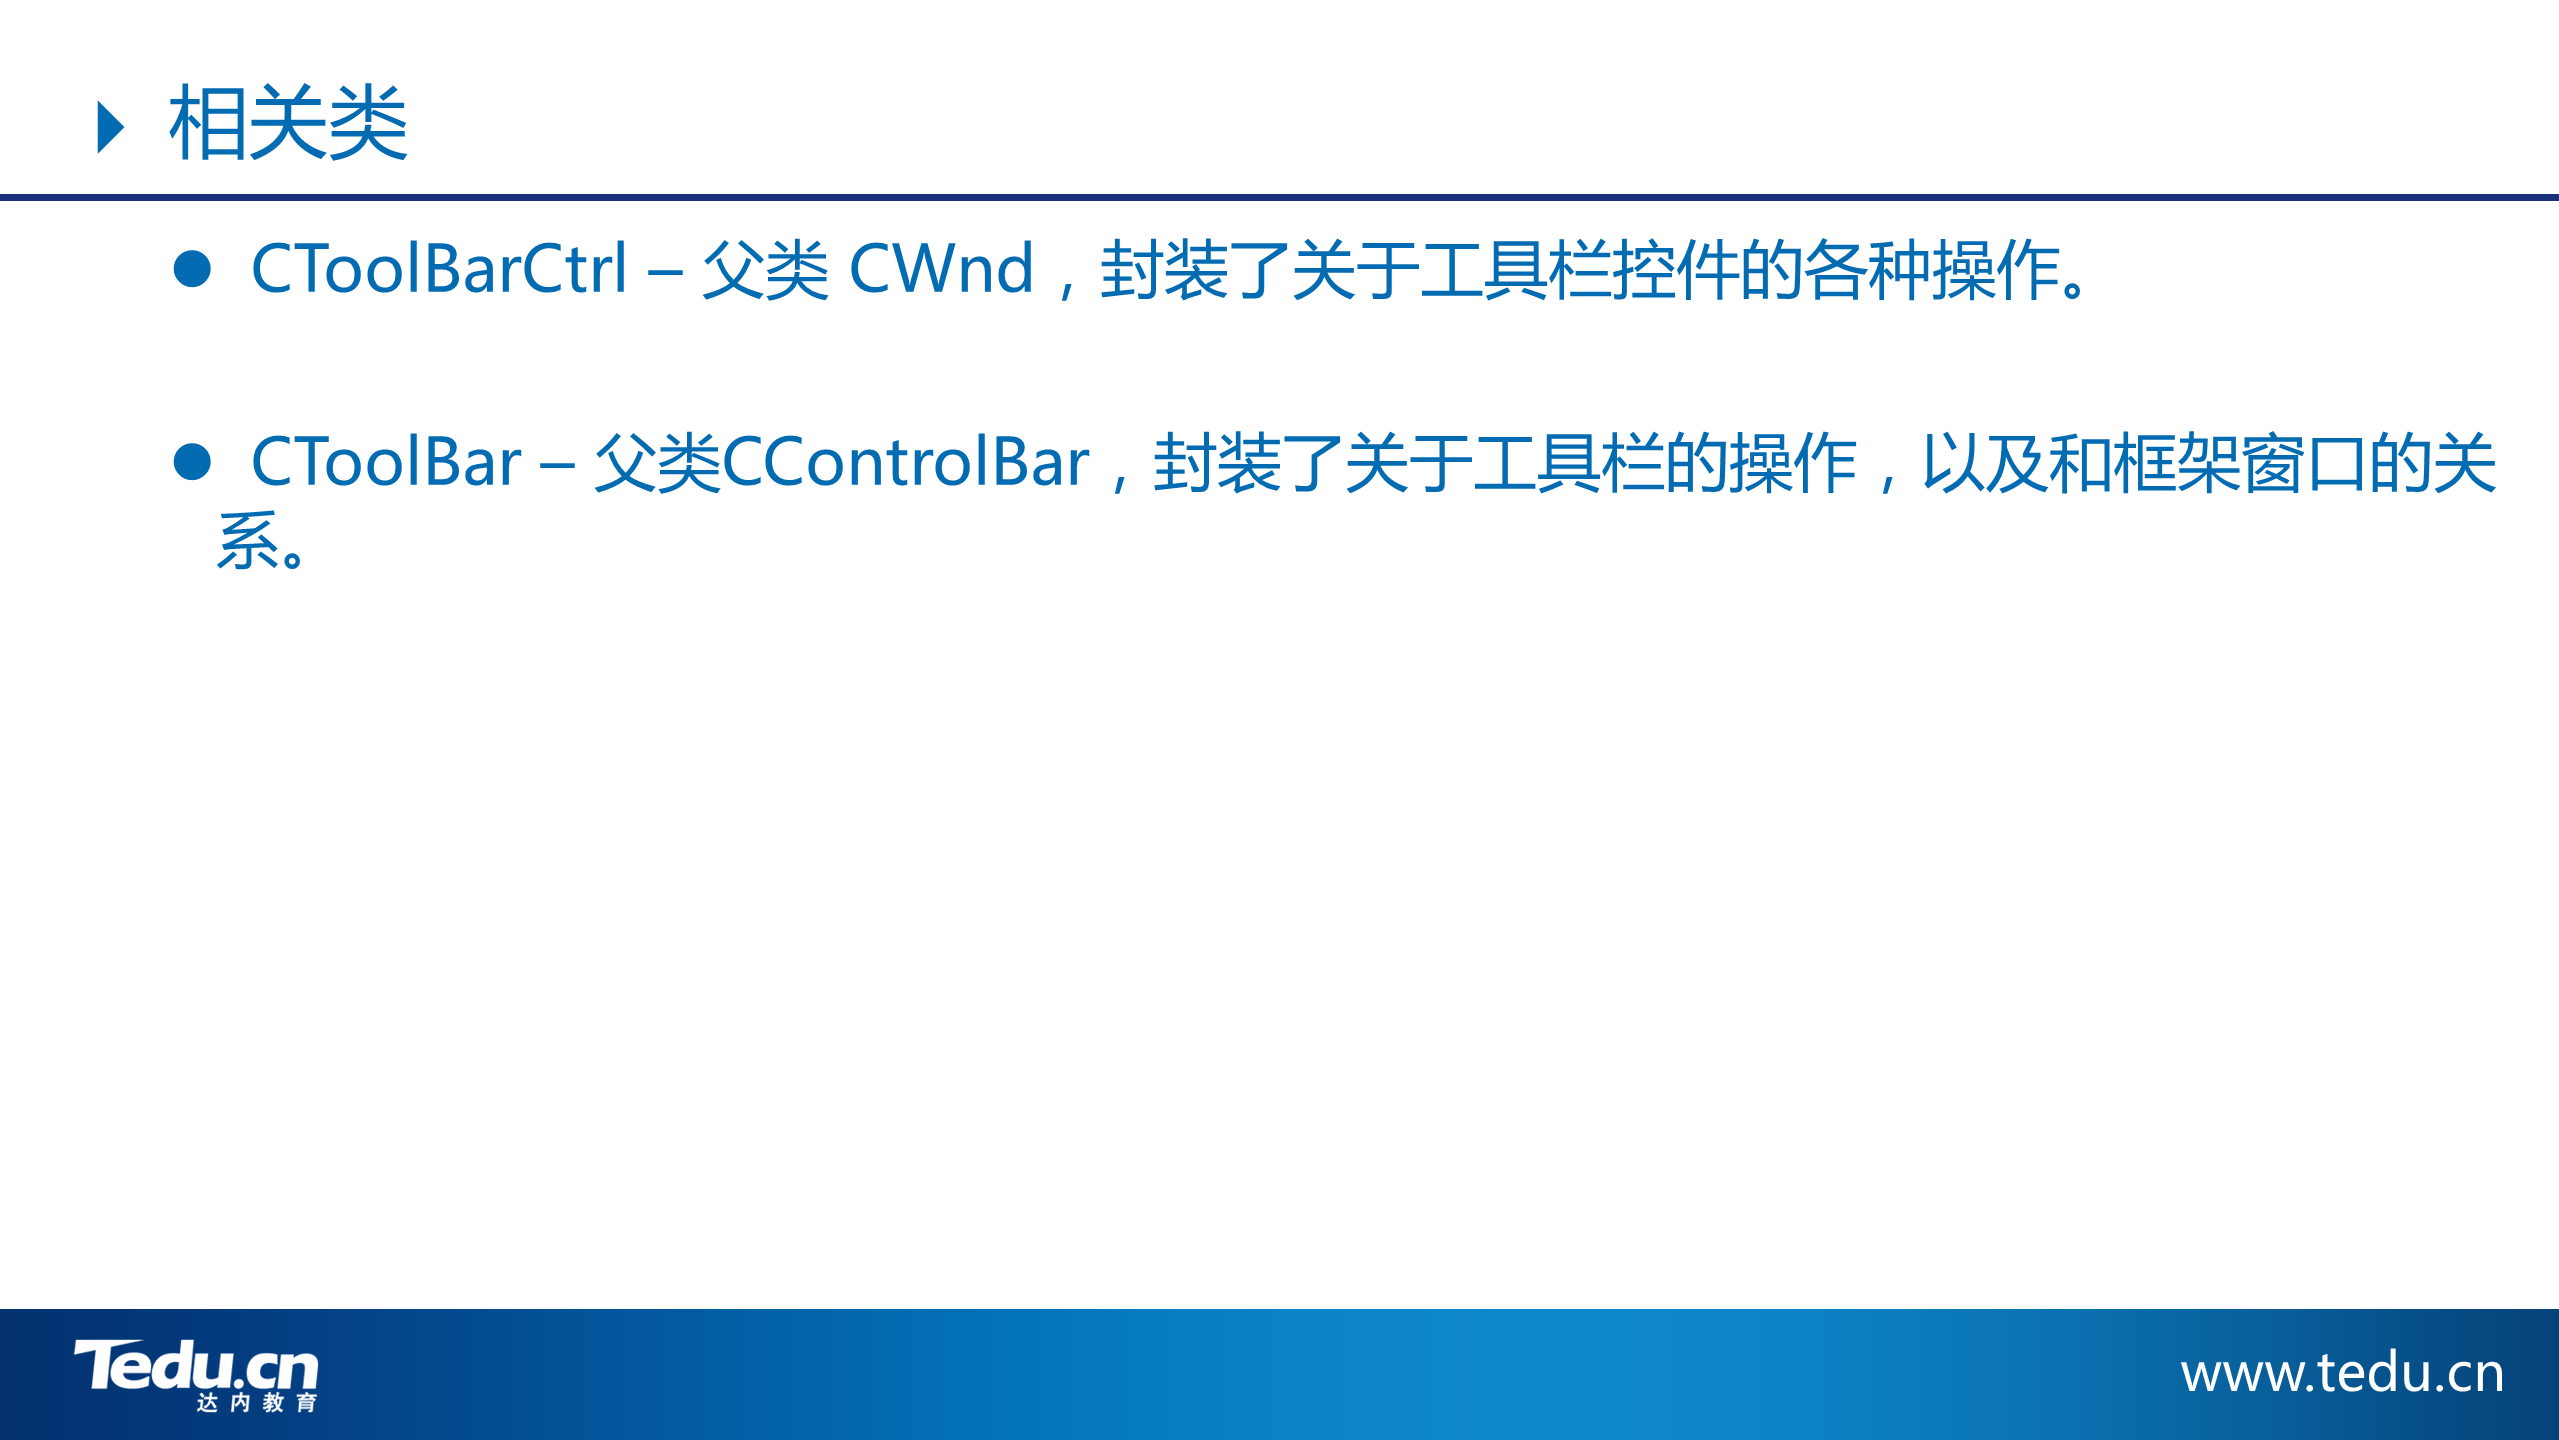 相关类
● CToolBarCtrl – 父类 CWnd，封装了关于工具栏控件的各种操作。
● CToolBar – 父类CControlBar，封装了关于工具栏的操作，以及和框架窗口的关
系。
Tedu.cn
达内教育
www.tedu.cn